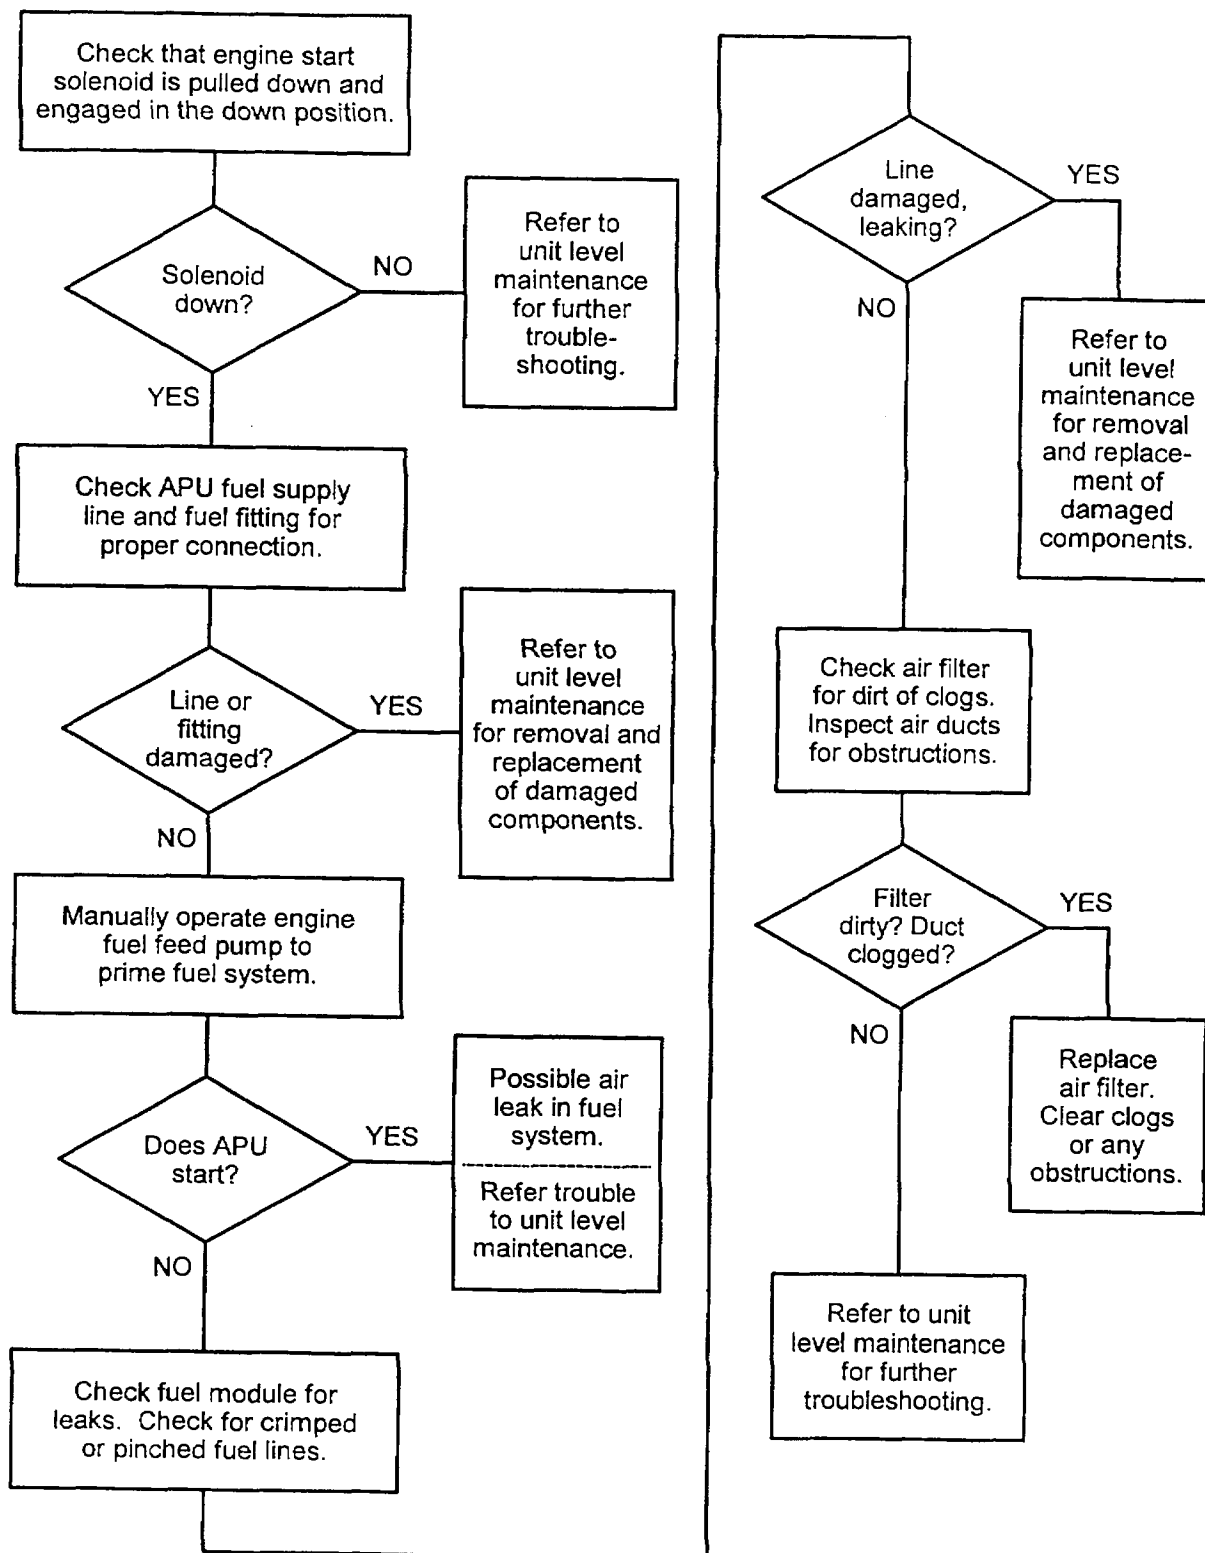 Check that engine start
solenoid is pulled down and
engaged in the down position.
Solenoid
down?
NO
Refer to
unit level
maintenance
for further
trouble-
shooting.
YES
Check APU fuel supply
line and fuel fitting for
proper connection.
Line or
fitting
damaged?
YES
Refer to
unit level
maintenance
for removal and
replacement
of damaged
components.
NO
Manually operate engine
fuel feed pump to
prime fuel system.
Does APU
start?
YES
Possible air
leak in fuel
system.
Refer trouble
to unit level
maintenance.
NO
Check fuel module for
leaks. Check for crimped
or pinched fuel lines.
Line
damaged,
leaking?
YES
Refer to
unit level
maintenance
for removal
and replace-
ment of
damaged
components.
NO
Check air filter
for dirt of clogs.
Inspect air ducts
for obstructions.
Filter
dirty? Duct
clogged?
YES
Replace
air filter.
Clear clogs
or any
obstructions.
NO
Refer to unit
level maintenance
for further
troubleshooting.